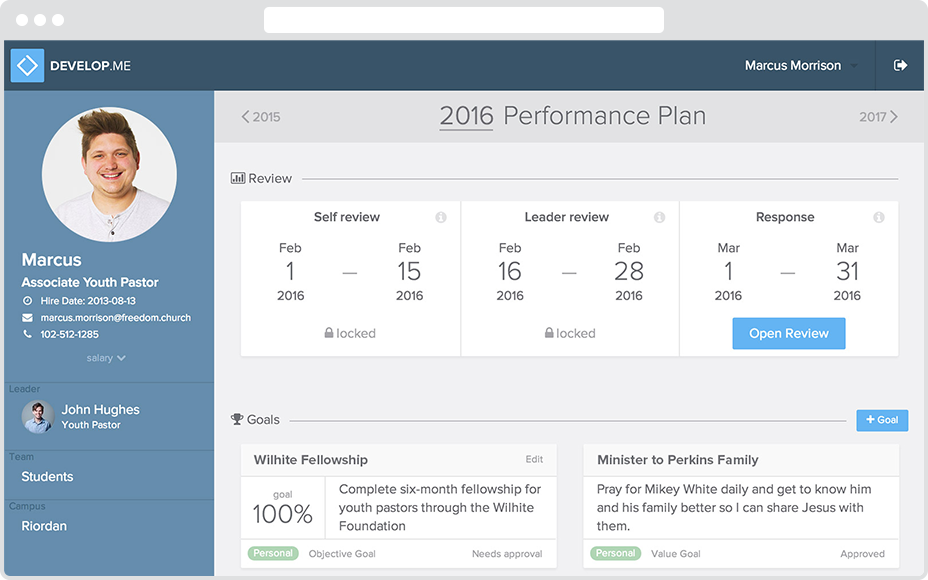 DEVELOP.ME
Marcus Morrison
2015
2016 Performance Plan
2017
Marcus
Associate Youth Pastor
Hire Date: 2013-08-13
marcus.morrison@freedom.church
102-512-1285
salary
Leader
John Hughes
Youth Pastor
Team
Students
Campus
Riordan
Review
Self review
Feb
Feb
1 — 15
2016
2016
locked
Leader review
Feb
Feb
16 — 28
2016
2016
locked
Response
Mar
Mar
1 — 31
2016
2016
Open Review
Goals
+ Goal
Wilhite Fellowship
Edit
goal
100%
Complete six-month fellowship for
youth pastors through the Wilhite
Foundation
Personal
Objective Goal
Needs approval
Minister to Perkins Family
Pray for Mikey White daily and get to know him
and his family better so I can share Jesus with
them.
Personal
Value Goal
Approved